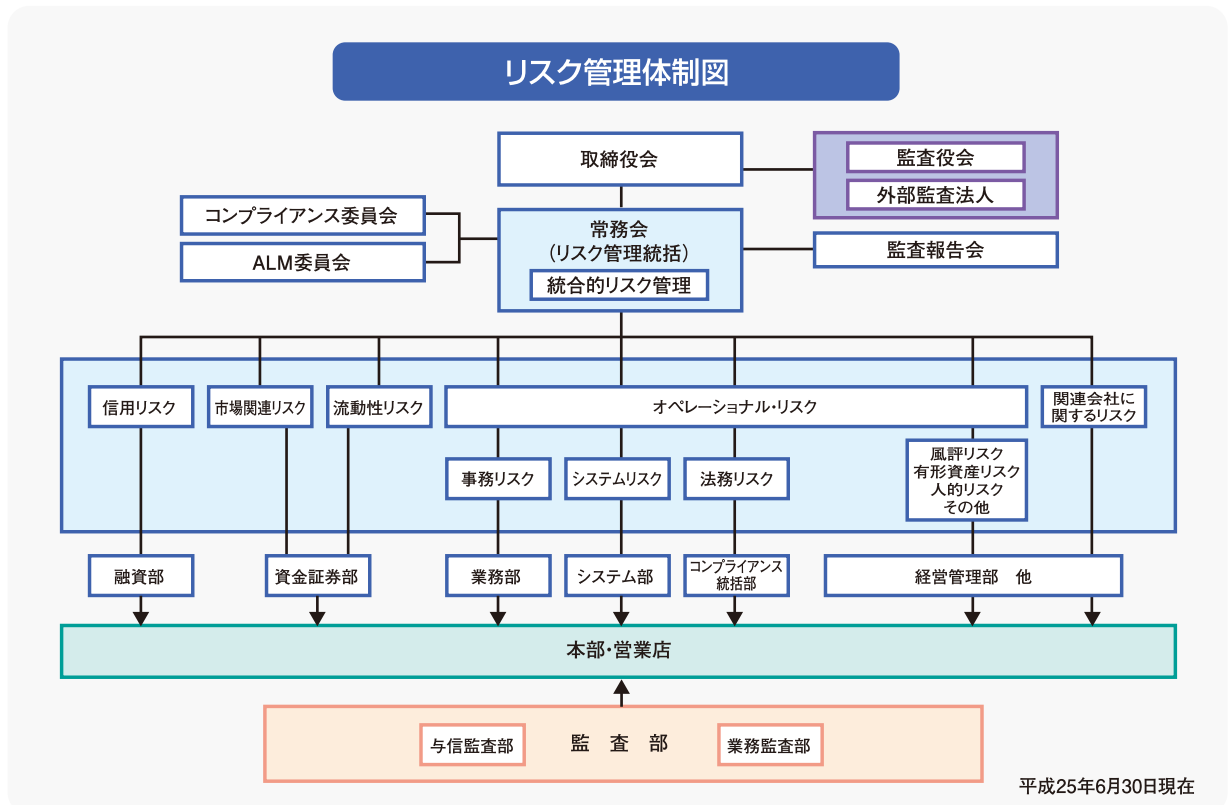 リスク管理体制図
取締役会
監査役会
外部監査法人
コンプライアンス委員会
ALM委員会
常務会
(リスク管理統括)
統合的リスク管理
監査報告会
信用リスク
市場関連リスク
流動性リスク
オペレーショナル・リスク
関連会社に
関するリスク
事務リスク
システムリスク
法務リスク
風評リスク
有形資産リスク
人的リスク
その他
融資部
資金証券部
業務部
システム部
コンプライアンス
統括部
経営管理部　他
本部・営業店
与信監査部
監　査　部
業務監査部
平成25年6月30日現在